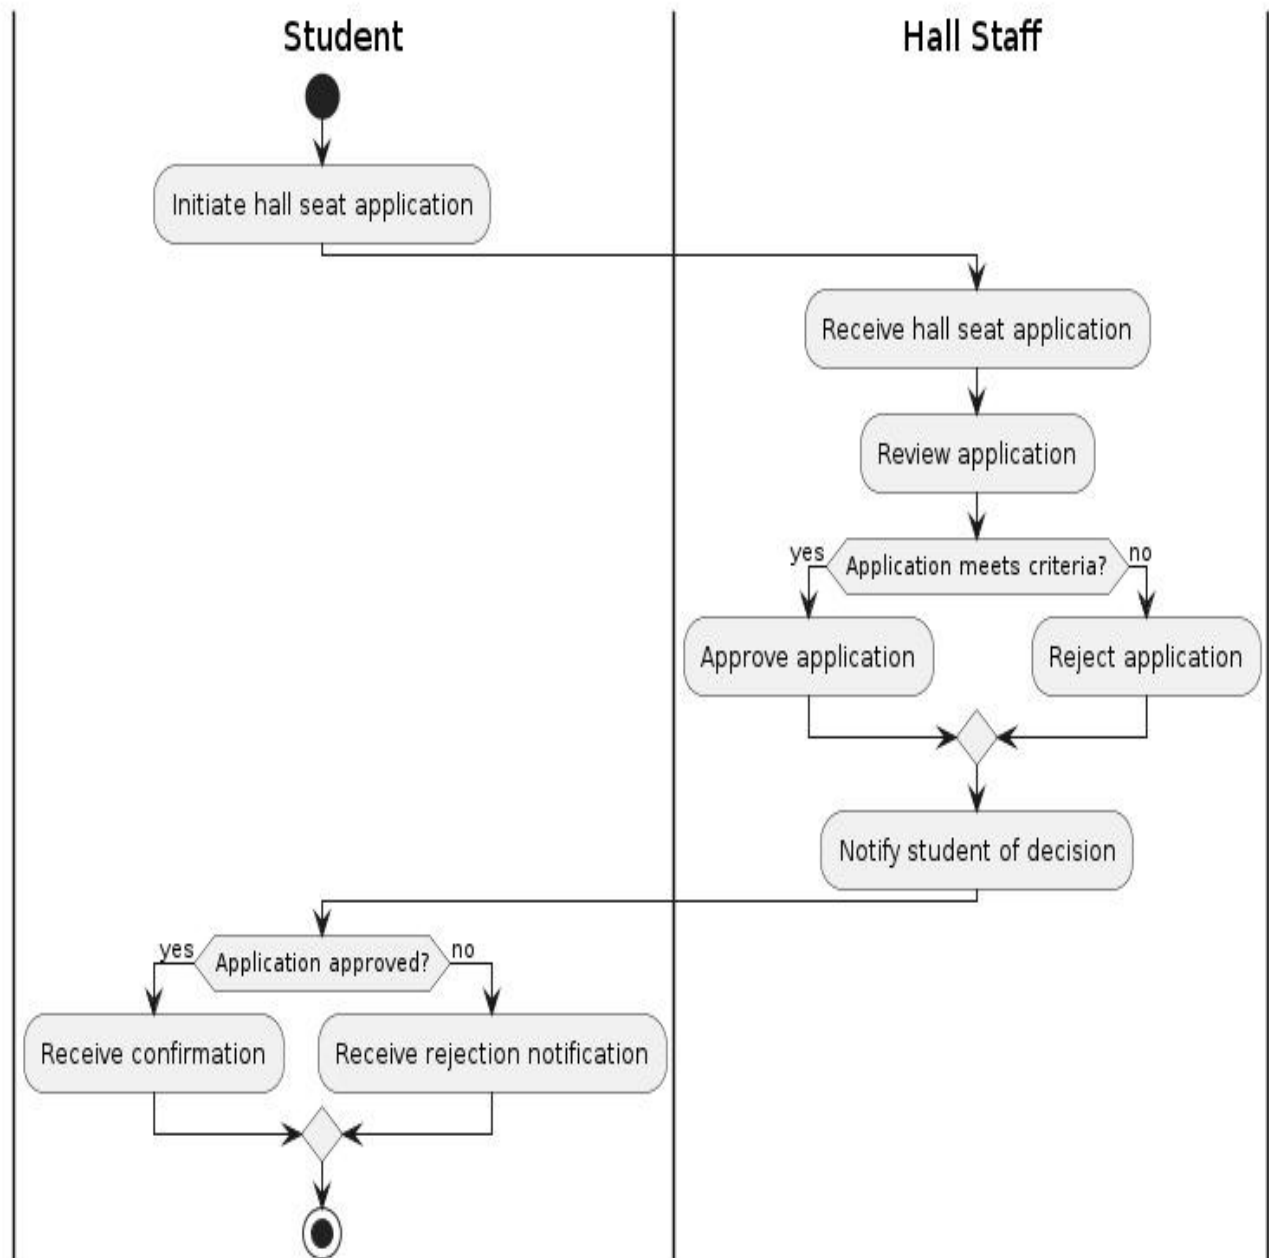 Student
Hall Staff
Initiate hall seat application
Receive hall seat application
Review application
yes
Application meets criteria?
no
Approve application
Reject application
Notify student of decision
yes
Application approved?
no
Receive confirmation
Receive rejection notification